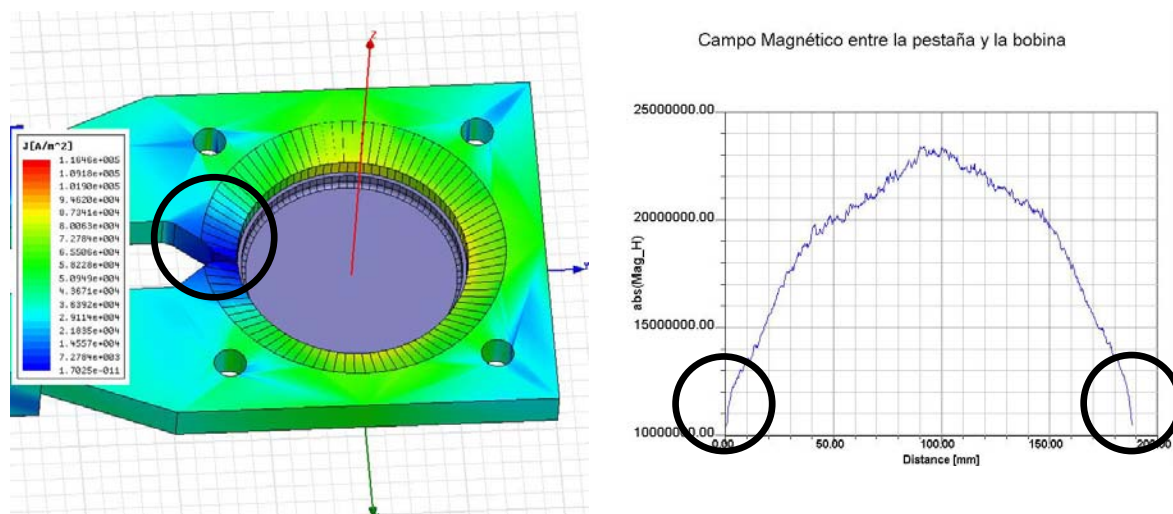 J[A/m^2]
1.1646e+005
1.0918e+005
1.0190e+005
9.4620e+004
8.7341e+004
8.0063e+004
7.2784e+004
6.5506e+004
5.8228e+004
5.0949e+004
4.3671e+004
3.6392e+004
2.9114e+004
2.1835e+004
1.4557e+004
7.2784e+003
1.7025e-011
Z
Campo Magnético entre la pestaña y la bobina
25000000.00
20000000.00
abs(Mag_H)
15000000.00
10000000.00
0.00
50.00
100.00
150.00
200.00
Distance [mm]